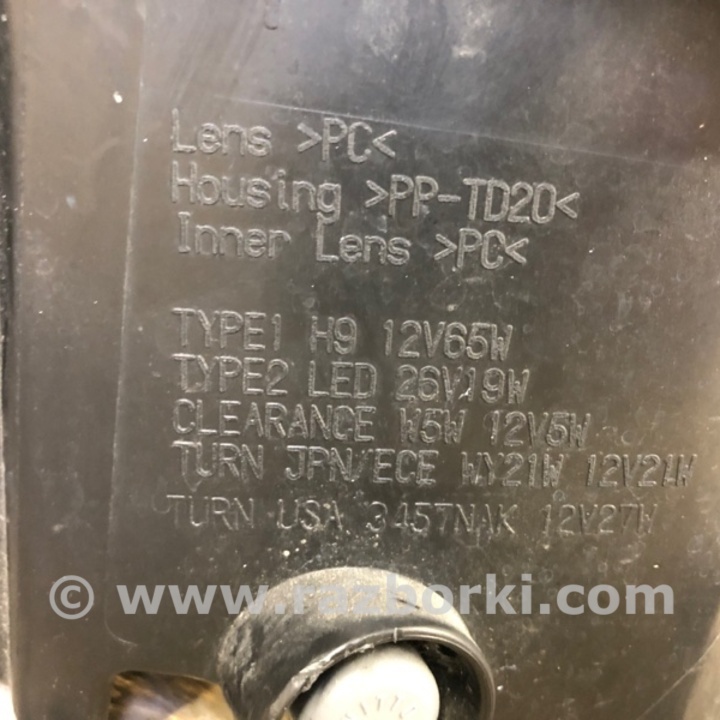 Lens >PC<
Housing >PP-TD20<
Inner Lens >PC<
TYPE1 H9 12V65W
TYPE2 LED 26V19W
CLEARANCE W5W 12V5W
TURN JPN/ECE WY21W 12V21W
TURN USA 3457NAK 12V27W
© www.razborki.com